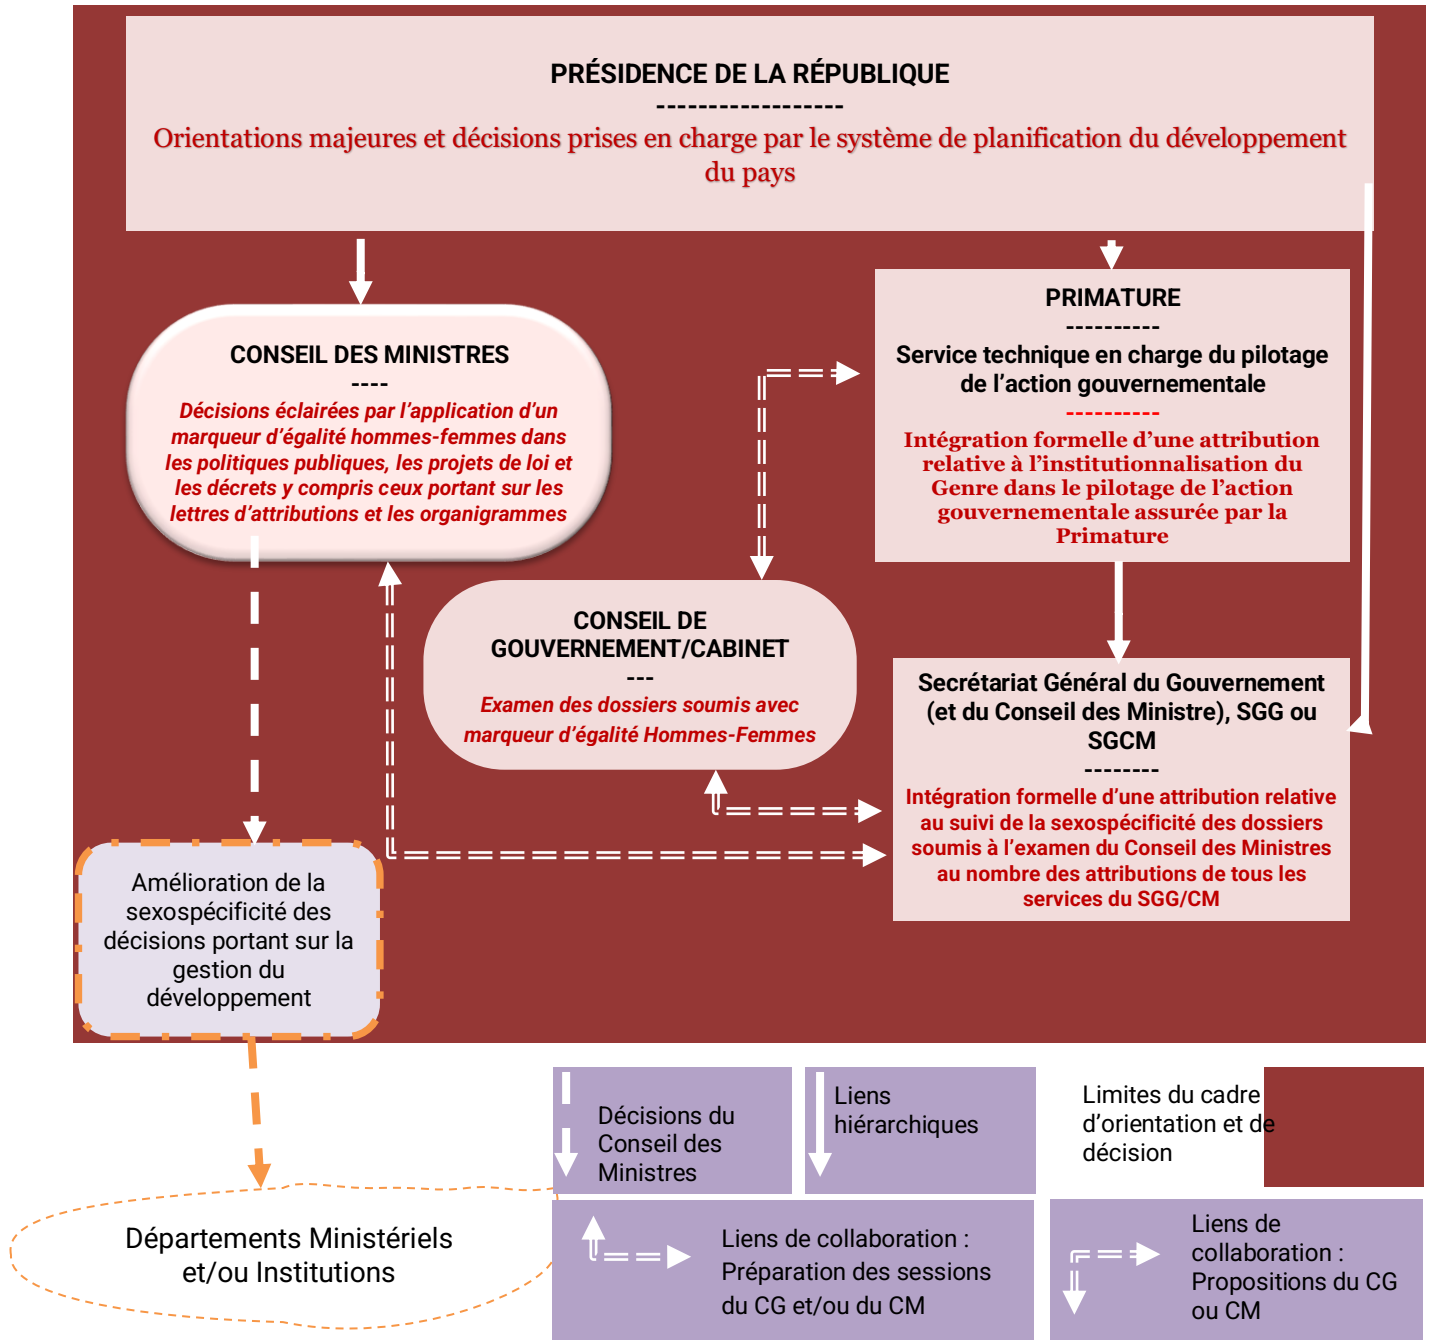 PRÉSIDENCE DE LA RÉPUBLIQUE
------------------
Orientations majeures et décisions prises en charge par le système de planification du développement
du pays
CONSEIL DES MINISTRES
----
Décisions éclairées par l'application d'un
marqueur d'égalité hommes-femmes dans
les politiques publiques, les projets de loi et
les décrets y compris ceux portant sur les
lettres d'attributions et les organigrammes
PRIMATURE
----------
Service technique en charge du pilotage
de l'action gouvernementale
----------
Intégration formelle d'une attribution
relative à l'institutionnalisation du
Genre dans le pilotage de l'action
gouvernementale assurée par la
Primature
CONSEIL DE
GOUVERNEMENT/CABINET
---
Examen des dossiers soumis avec
marqueur d'égalité Hommes-Femmes
Secrétariat Général du Gouvernement
(et du Conseil des Ministre), SGG ou
SGCM
--------
Intégration formelle d'une attribution relative
au suivi de la sexospécificité des dossiers
soumis à l'examen du Conseil des Ministres
au nombre des attributions de tous les
services du SGG/CM
Amélioration de la
sexospécificité des
décisions portant sur la
gestion du
développement
Départements Ministériels
et/ou Institutions
Décisions du
Conseil des
Ministres
Liens
hiérarchiques
Limites du cadre
d'orientation et de
décision
Liens de collaboration :
Préparation des sessions
du CG et/ou du CM
Liens de
collaboration :
Propositions du CG
ou CM